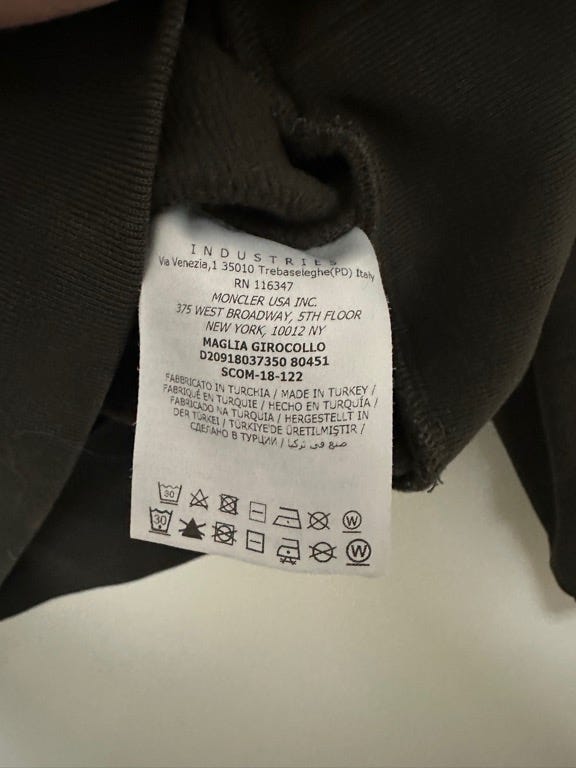 INDUSTRIES
Via Venezia,1 35010 Trebaseleghe(PD) Italy
RN 116347
MONCLER USA INC.
375 WEST BROADWAY, 5TH FLOOR
NEW YORK, 10012 NY
MAGLIA GIROCOLLO
D20918037350 80451
SCOM-18-122
FABBRICATO IN TURCHIA / MADE IN TURKEY /
FABRIQUÉ EN TURQUIE / HECHO EN TURQUÍA /
FABRICADO NA TURQUIA / HERGESTELLT IN
DER TÜRKEI / TÜRKIYE'DE ÜRETILMIŞTIR /
СДЕЛАНО В ТУРЦИИ / صنع في تركيا
30 W
30 W